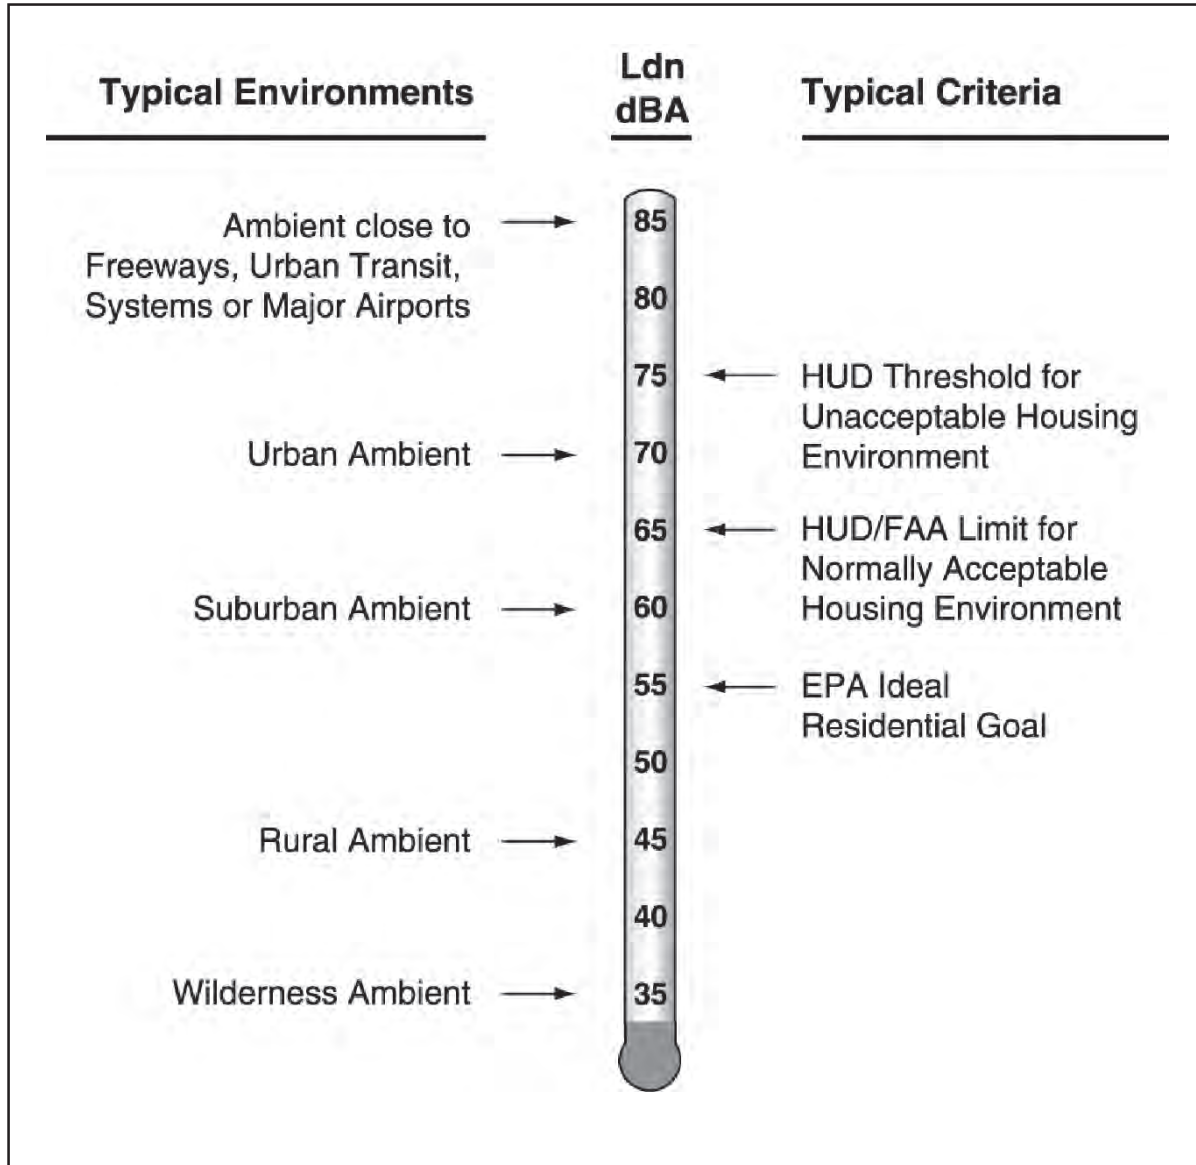 Typical Environments
Ldn
dBA
Typical Criteria
Ambient close to
Freeways, Urban Transit,
Systems or Major Airports
85
80
75
HUD Threshold for
Unacceptable Housing
Environment
Urban Ambient
70
65
HUD/FAA Limit for
Normally Acceptable
Housing Environment
Suburban Ambient
60
55
EPA Ideal
Residential Goal
50
Rural Ambient
45
40
Wilderness Ambient
35